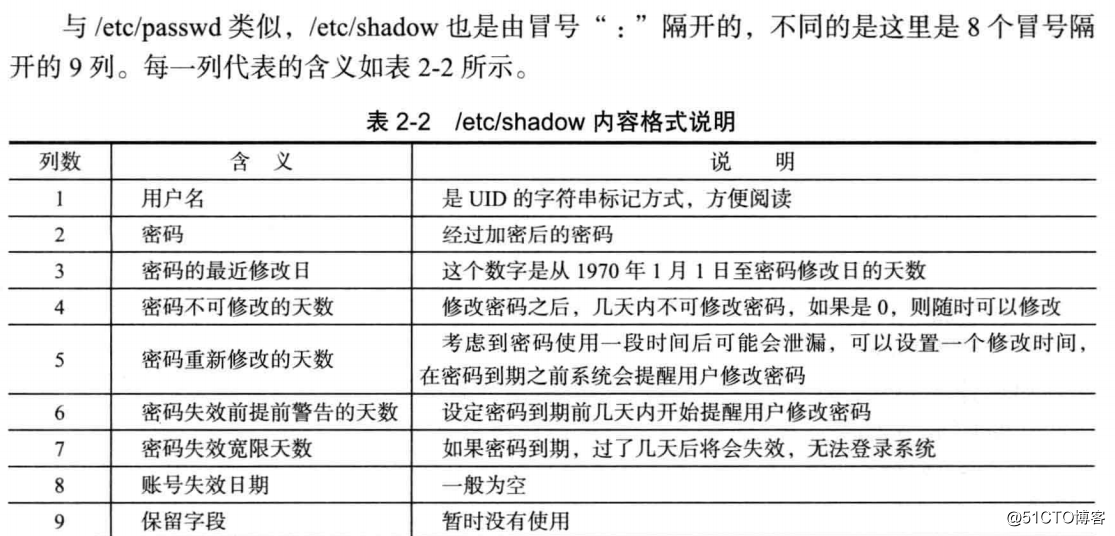 与 /etc/passwd 类似，/etc/shadow 也是由冒号“：”隔开的，不同的是这里是 8 个冒号隔
开的 9 列。每一列代表的含义如表 2-2 所示。
表 2-2 /etc/shadow 内容格式说明
列数 含 义 说 明
1 用户名 是 UID 的字符串标记方式，方便阅读
2 密码 经过加密后的密码
3 密码的最近修改日 这个数字是从 1970 年 1 月 1 日至密码修改日的天数
4 密码不可修改的天数 修改密码之后，几天内不可修改密码，如果是 0，则随时可以修改
5 密码重新修改的天数 考虑到密码使用一段时间后可能会泄漏，可以设置一个修改时间，
在密码到期之前系统会提醒用户修改密码
6 密码失效前提前警告的天数 设定密码到期前几天内开始提醒用户修改密码
7 密码失效宽限天数 如果密码到期，过了几天后将会失效，无法登录系统
8 账号失效日期 一般为空
9 保留字段 暂时没有使用
@51CTO博客